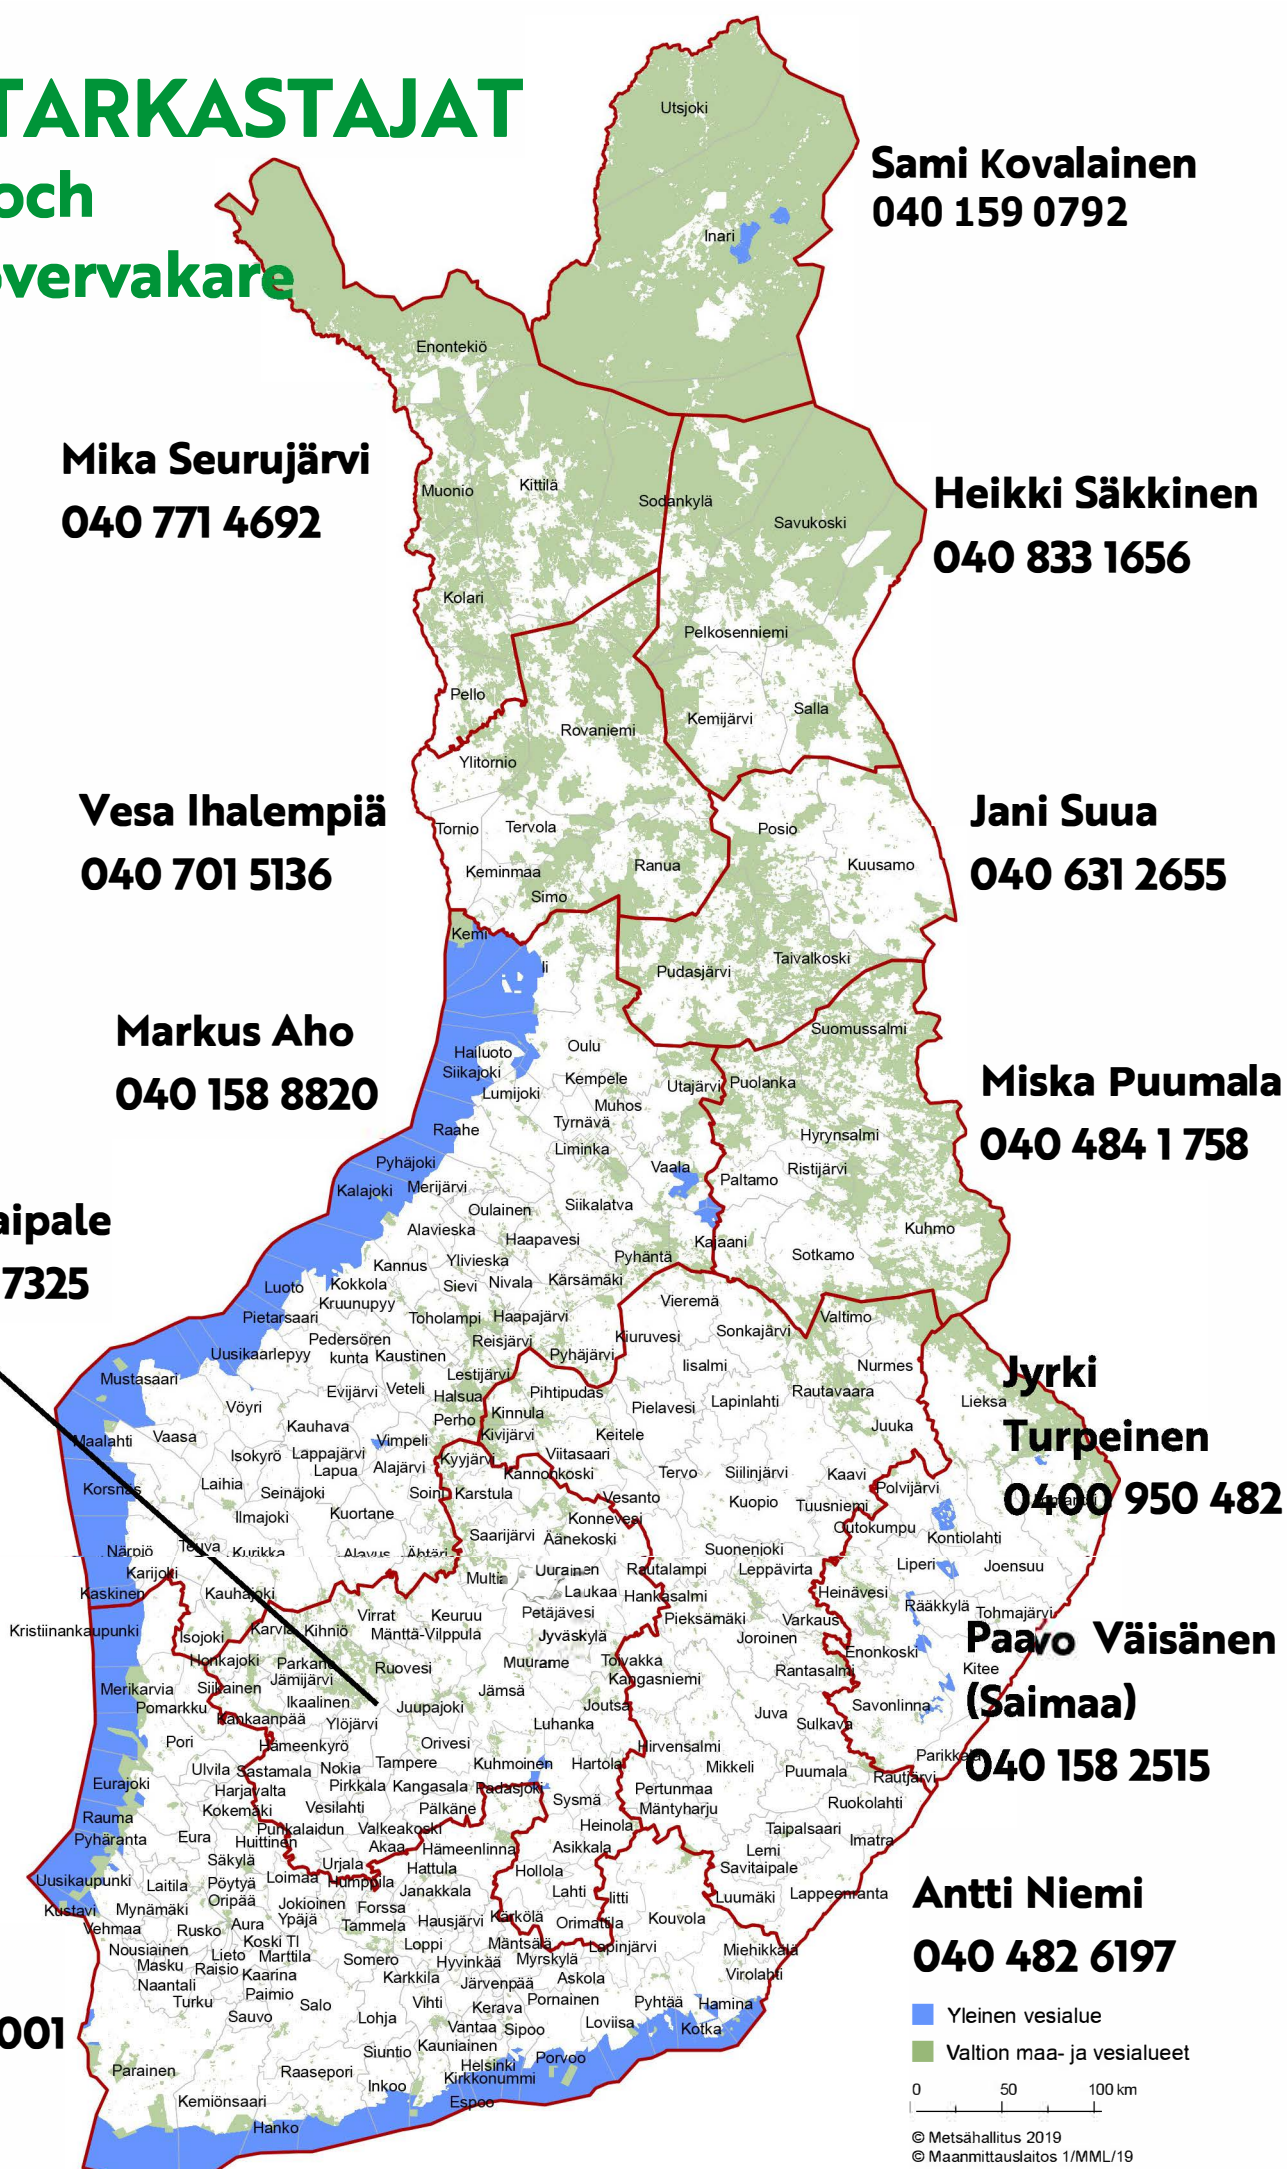 TARKASTAJAT
och
övervakare
Sami Kovalainen
040 159 0792
Mika Seurujärvi
040 771 4692
Heikki Säkkinen
040 833 1656
Vesa Ihalempiä
040 701 5136
Jani Suua
040 631 2655
Markus Aho
040 158 8820
Miska Puumala
040 484 1 758
aipale
7325
Jyrki
Turpeinen
0400 950 482
Paavo Väisänen
(Saimaa)
040 158 2515
Antti Niemi
040 482 6197
001
Utsjoki
Inari
Enontekiö
Muonio
Kittilä
Sodankylä
Savukoski
Kolari
Pelkosenniemi
Pello
Kemijärvi
Salla
Rovaniemi
Ylitornio
Tornio
Tervola
Posio
Keminmaa
Ranua
Kuusamo
Simo
Kemi
Ii
Pudasjärvi
Taivalkoski
Suomussalmi
Hailuoto
Oulu
Siikajoki
Kempele
Utajärvi
Puolanka
Lumijoki
Muhos
Raahe
Tyrnävä
Hyrynsalmi
Liminka
Pyhäjoki
Vaala
Ristijärvi
Kalajoki
Merijärvi
Paltamo
Oulainen
Siikalatva
Alavieska
Haapavesi
Kajaani
Kuhmo
Kannus
Ylivieska
Pyhäntä
Sotkamo
Luoto
Kokkola
Sievi
Nivala
Kärsämäki
Kruunupyy
Vieremä
Pietarsaari
Toholampi
Haapajärvi
Valtimo
Pedersören
kunta
Reisjärvi
Kiuruvesi
Sonkajärvi
Uusikaarlepyy
Kaustinen
Pyhäjärvi
Iisalmi
Nurmes
Mustasaari
Lestijärvi
Evijärvi
Veteli
Halsua
Pihtipudas
Lapinlahti
Rautavaara
Lieksa
Vöyri
Perho
Kinnula
Pielavesi
Kauhava
Kivijärvi
Keitele
Juuka
Maalahti
Vaasa
Vimpeli
Viitasaari
Isokyrö
Lappajärvi
Kyyjärvi
Lapua
Alajärvi
Kannonkoski
Tervo
Siilinjärvi
Kaavi
Korsnäs
Laihia
Seinäjoki
Soini
Karstula
Vesanto
Kuopio
Tuusniemi
Polvijärvi
Ilmajoki
Kuortane
Konnevesi
Saarijärvi
Äänekoski
Outokumpu
Kontiolahti
Närpiö
Teuva
Kurikka
Alavus
Ähtäri
Suonenjoki
Karijoki
Multia
Uurainen
Rautalampi
Leppävirta
Liperi
Joensuu
Kaskinen
Kauhajoki
Laukaa
Hankasalmi
Heinävesi
Virrat
Keuruu
Petäjävesi
Rääkkylä
Tohmajärvi
Kristiinankaupunki
Isojoki
Karvia
Kihniö
Mänttä-Vilppula
Jyväskylä
Pieksämäki
Varkaus
Joroinen
Honkajoki
Parkano
Ruovesi
Muurame
Toivakka
Enonkoski
Kitee
Merikarvia
Siikainen
Jämijärvi
Jämsä
Kangasniemi
Rantasalmi
Pomarkku
Kankaanpää
Ikaalinen
Juupajoki
Joutsa
Juva
Savonlinna
Ylöjärvi
Luhanka
Sulkava
Pori
Hämeenkyrö
Orivesi
Hirvensalmi
Parikkala
Ulvila
Sastamala
Nokia
Tampere
Kuhmoinen
Hartola
Mikkeli
Puumala
Rautjärvi
Eurajoki
Harjavalta
Pirkkala
Kangasala
Padasjoki
Sysmä
Pertunmaa
Kokemäki
Vesilahti
Pälkäne
Mäntyharju
Ruokolahti
Rauma
Punkalaidun
Valkeakoski
Heinola
Taipalsaari
Pyhäranta
Eura
Huittinen
Akaa
Hämeenlinna
Asikkala
Lemi
Imatra
Säkylä
Urjala
Hattula
Savitaipale
Uusikaupunki
Laitila
Pöytyä
Loimaa
Humppila
Janakkala
Hollola
Lahti
Iitti
Luumäki
Lappeenranta
Oripää
Jokioinen
Forssa
Kustavi
Mynämäki
Ypäjä
Tammela
Hausjärvi
Kärkölä
Orimattila
Kouvola
Vehmaa
Rusko
Aura
Koski Tl
Loppi
Mäntsälä
Lapinjärvi
Miehikkälä
Nousiainen
Lieto
Marttila
Somero
Hyvinkää
Myrskylä
Masku
Raisio
Kaarina
Karkkila
Järvenpää
Askola
Virolahti
Naantali
Paimio
Turku
Salo
Vihti
Kerava
Pornainen
Pyhtää
Hamina
Sauvo
Lohja
Vantaa
Sipoo
Loviisa
Kotka
Siuntio
Kauniainen
Porvoo
Parainen
Raasepori
Helsinki
Inkoo
Kirkkonummi
Kemiönsaari
Espoo
Hanko
Yleinen vesialue
Valtion maa- ja vesialueet
0 50 100 km
© Metsähallitus 2019
© Maanmittauslaitos 1/MML/19